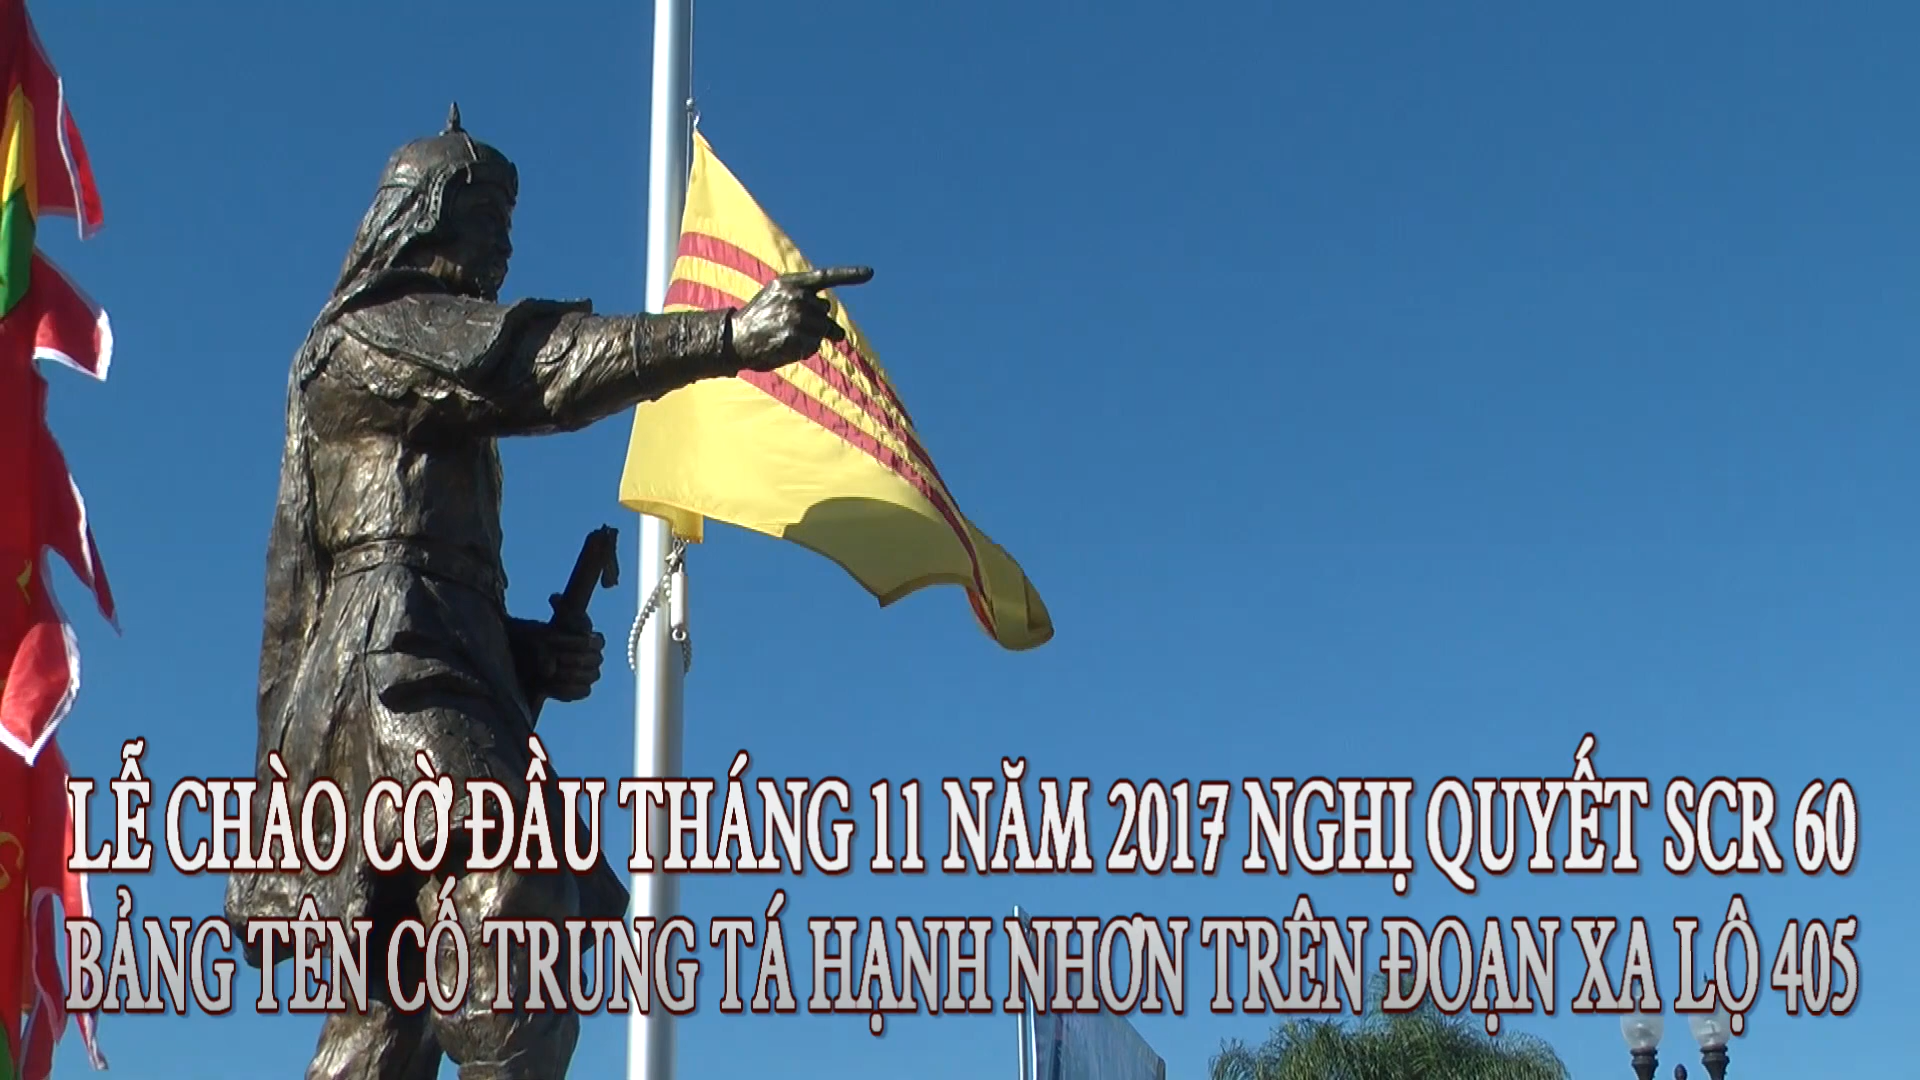 LỄ CHÀO CỜ ĐẦU THÁNG 11 NĂM 2017 NGHỊ QUYẾT SCR 60
BẢNG TÊN CỐ TRUNG TÁ HẠNH NHƠN TRÊN ĐOẠN XA LỘ 405